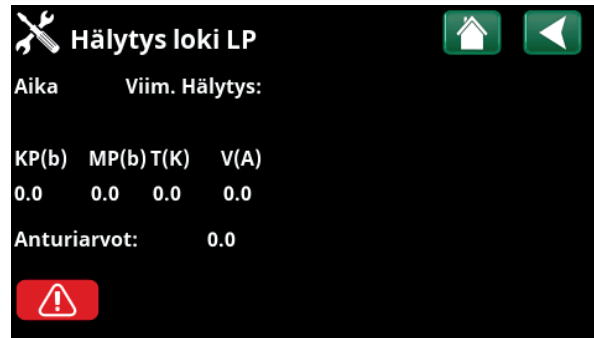 Hälytys loki LP
Aika Viim. Hälytys:
KP(b) MP(b) T(K) V(A)
0.0 0.0 0.0 0.0
Anturiarvot: 0.0